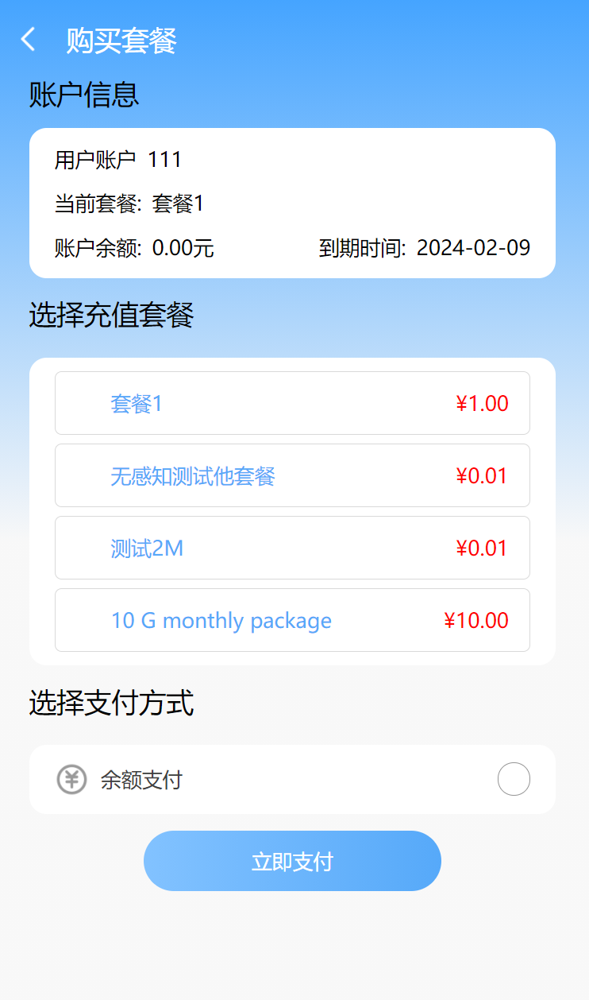 购买套餐
账户信息
用户账户 111
当前套餐: 套餐1
账户余额: 0.00元 到期时间: 2024-02-09
选择充值套餐
套餐1 ¥1.00
无感知测试他套餐 ¥0.01
测试2M ¥0.01
10 G monthly package ¥10.00
选择支付方式
¥ 余额支付
立即支付